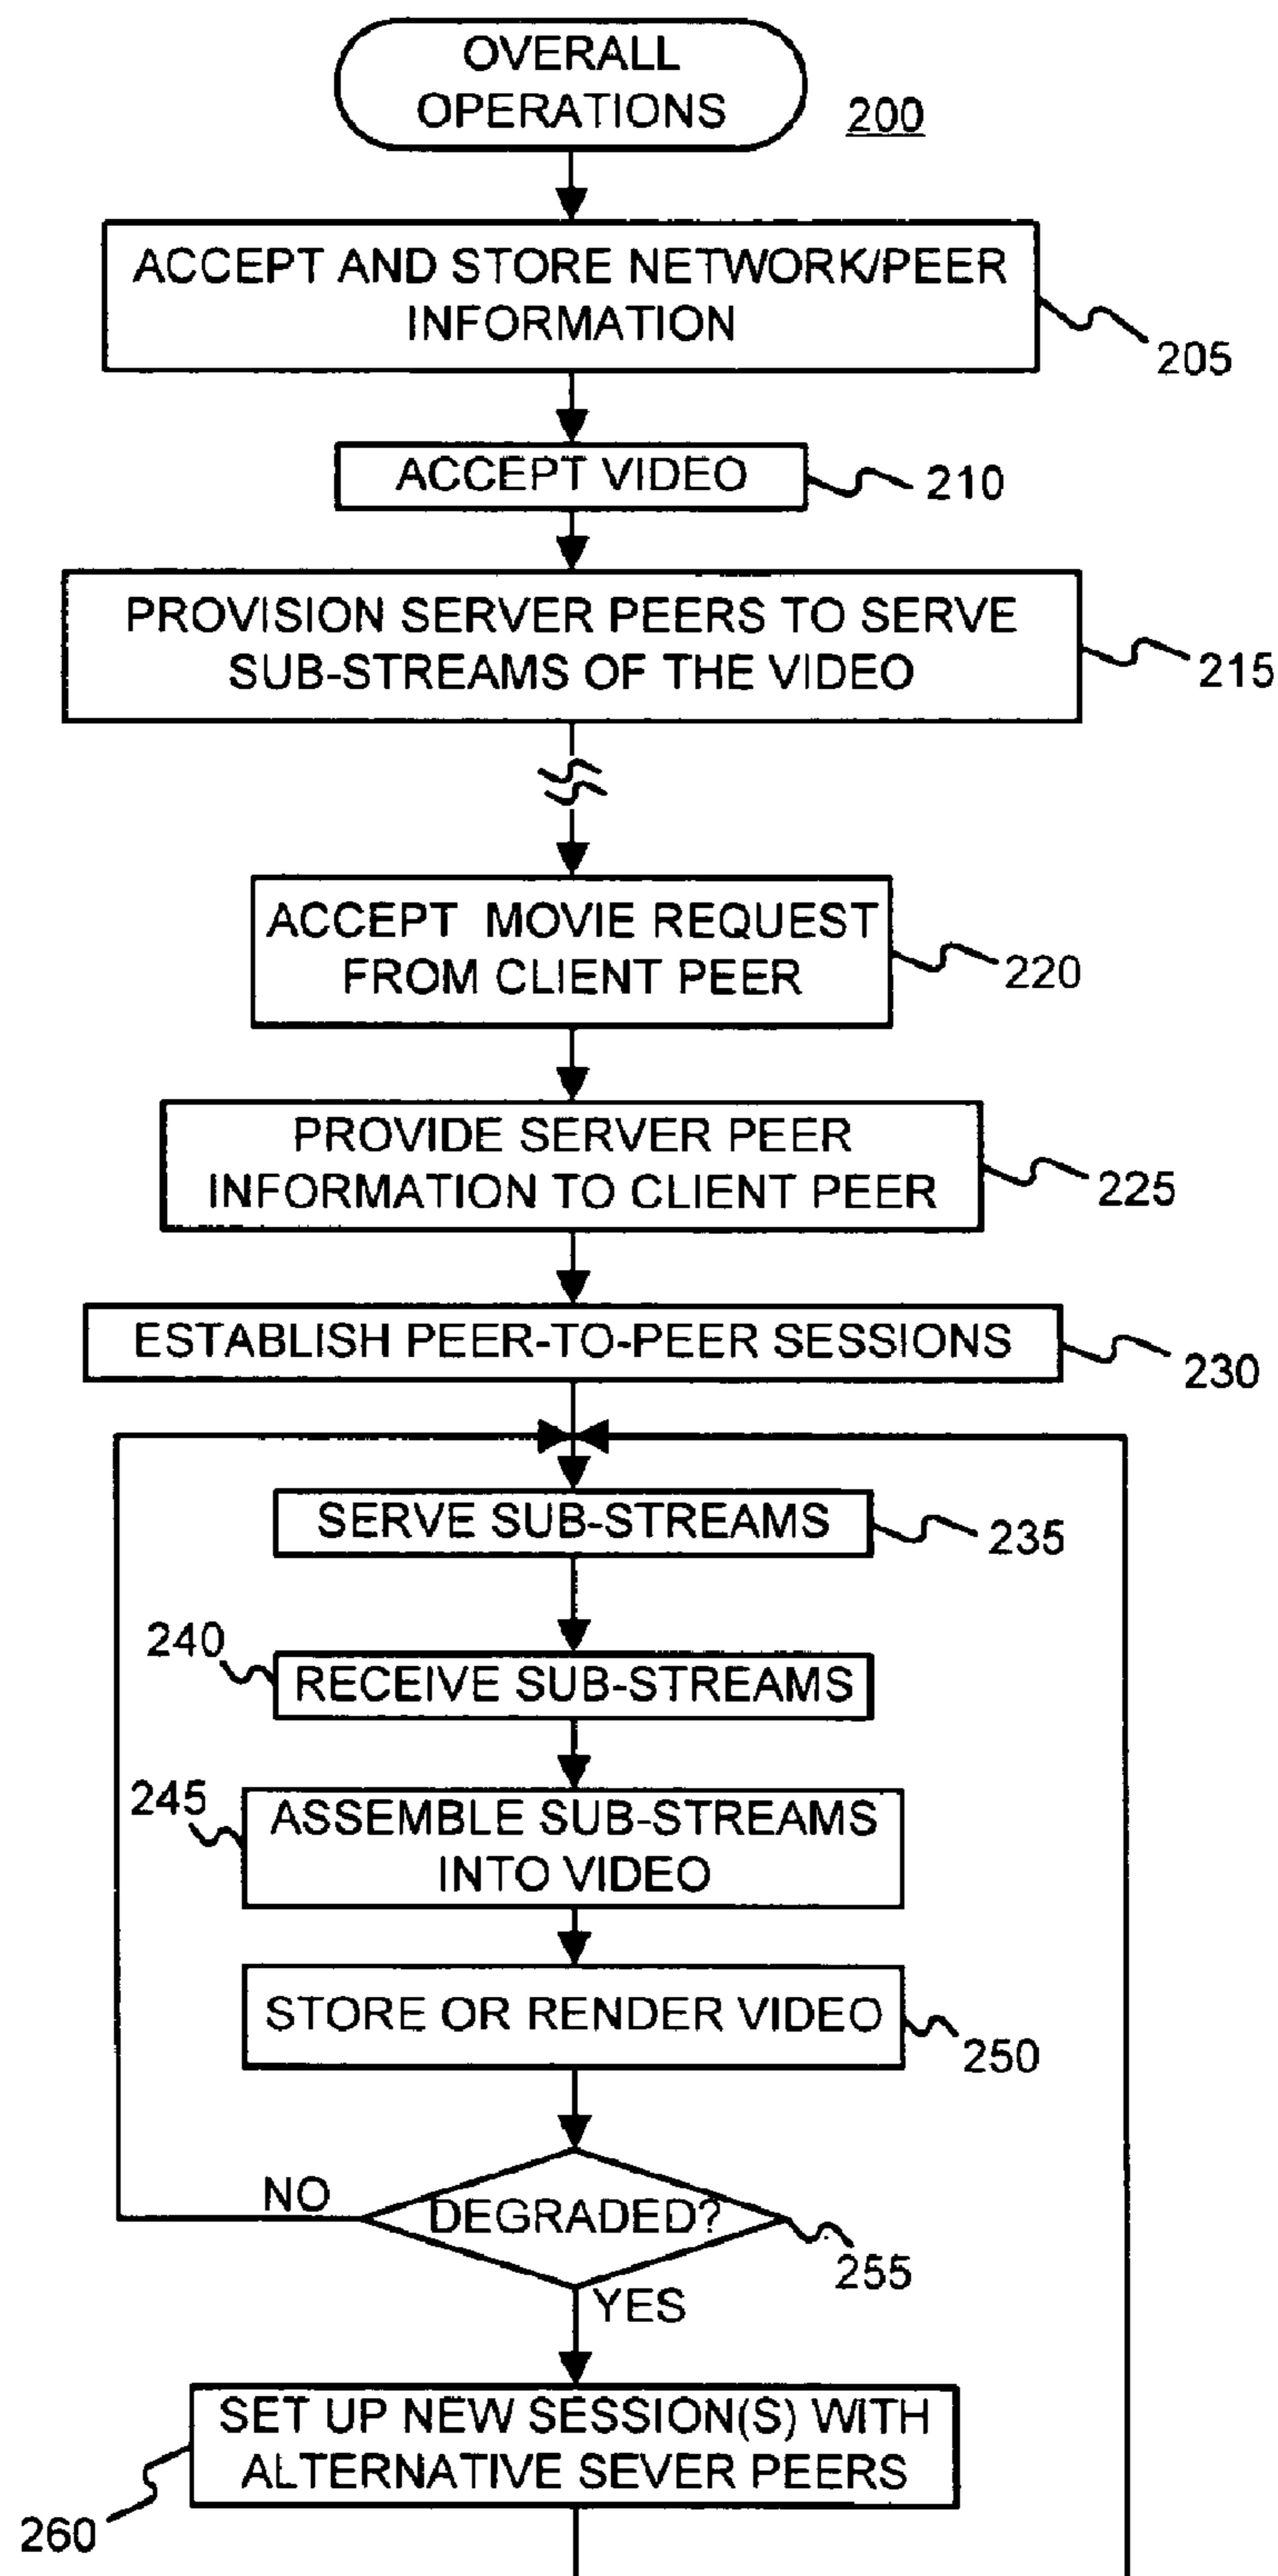 OVERALL
OPERATIONS
200
ACCEPT AND STORE NETWORK/PEER
INFORMATION
205
ACCEPT VIDEO
210
PROVISION SERVER PEERS TO SERVE
SUB-STREAMS OF THE VIDEO
215
ACCEPT MOVIE REQUEST
FROM CLIENT PEER
220
PROVIDE SERVER PEER
INFORMATION TO CLIENT PEER
225
ESTABLISH PEER-TO-PEER SESSIONS
230
SERVE SUB-STREAMS
235
240
RECEIVE SUB-STREAMS
245
ASSEMBLE SUB-STREAMS
INTO VIDEO
STORE OR RENDER VIDEO
250
NO
DEGRADED?
255
YES
SET UP NEW SESSION(S) WITH
ALTERNATIVE SEVER PEERS
260